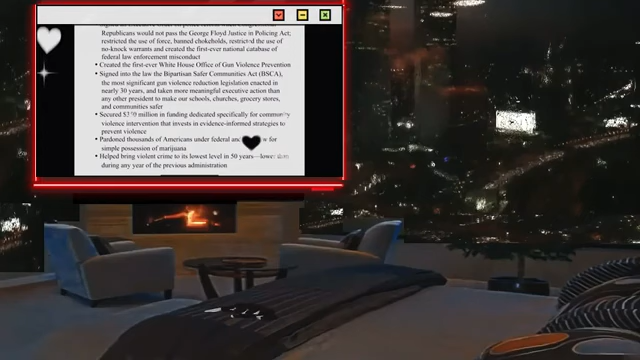 Republicans would not pass the George Floyd Justice in Policing Act;
restricted the use of force, banned chokeholds, restricted the use of
no-knock warrants and created the first-ever national database of
federal law enforcement misconduct
• Created the first-ever White House Office of Gun Violence Prevention
• Signed into the law the Bipartisan Safer Communities Act (BSCA),
the most significant gun violence reduction legislation enacted in
nearly 30 years, and taken more meaningful executive action than
any other president to make our schools, churches, grocery stores,
and communities safer
• Secured million in funding dedicated specifically for community
violence intervention that invests in evidence-informed strategies to
prevent violence
• Pardoned thousands of Americans under federal and for
simple possession of marijuana
• Helped bring violent crime to its lowest level in 50 years—lower than
during any year of the previous administration